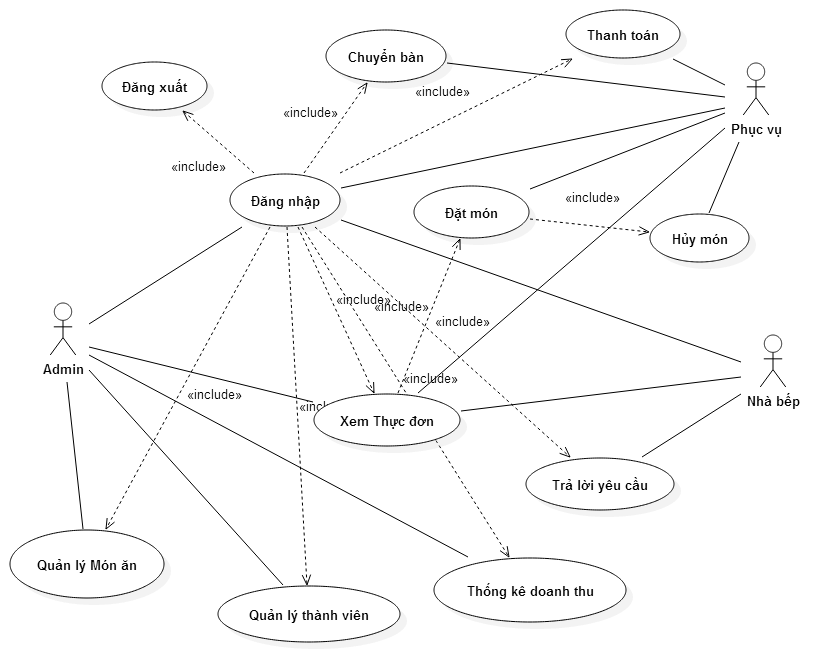 Thanh toán
Chuyển bàn
Đăng xuất
«include»
«include»
Phục vụ
«include»
Đăng nhập
«include»
Đặt món
Hủy món
«include»
«include»
«include»
Admin
«include»
«include»
Nhà bếp
«incl
Xem Thực đơn
Trả lời yêu cầu
Quản lý Món ăn
Thống kê doanh thu
Quản lý thành viên